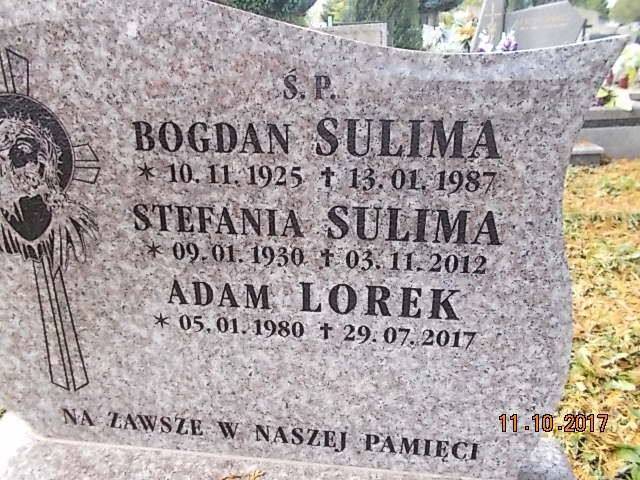 Ś. P.
BOGDAN SULIMA
* 10. 11. 1925 † 13. 01. 1987
STEFANIA SULIMA
* 09. 01. 1930 † 03. 11. 2012
ADAM LOREK
* 05. 01. 1980 † 29. 07. 2017
NA ZAWSZE W NASZEJ PAMIĘCI
11.10.2017